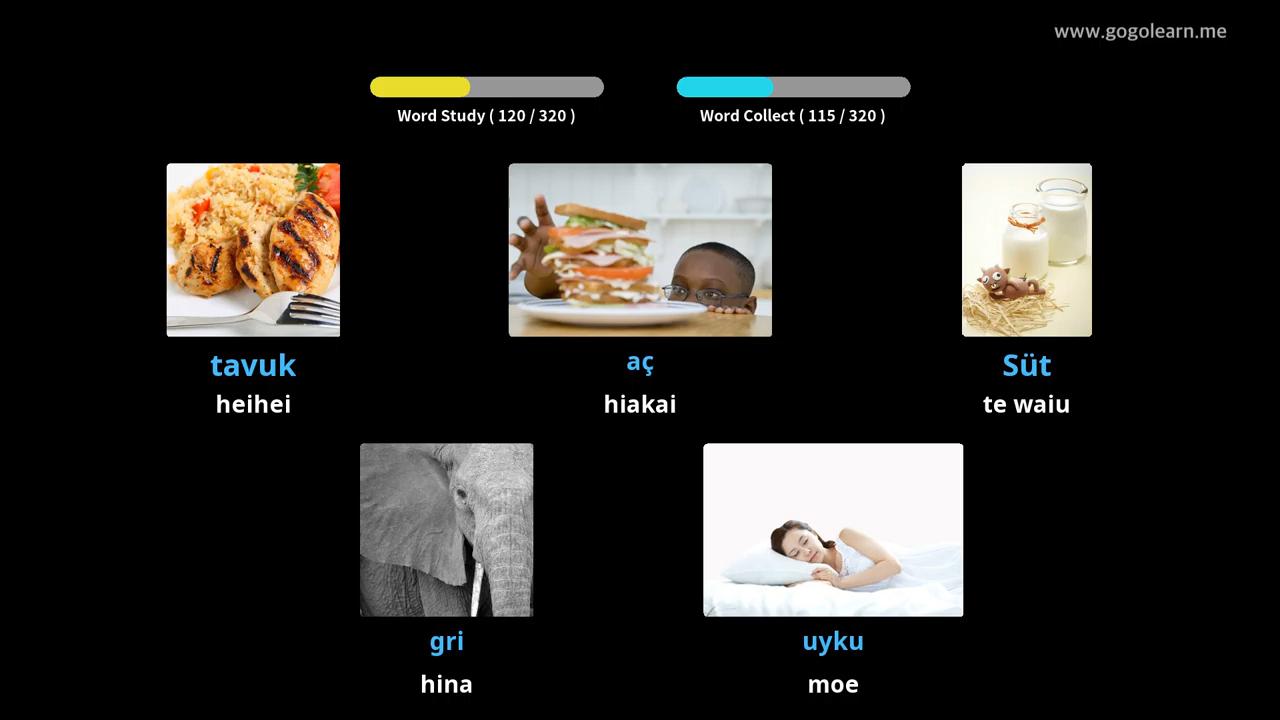 www.gogolearn.me
Word Study ( 120 / 320 )
Word Collect ( 115 / 320 )
tavuk
heihei
aç
hiakai
Süt
te waiu
gri
hina
uyku
moe